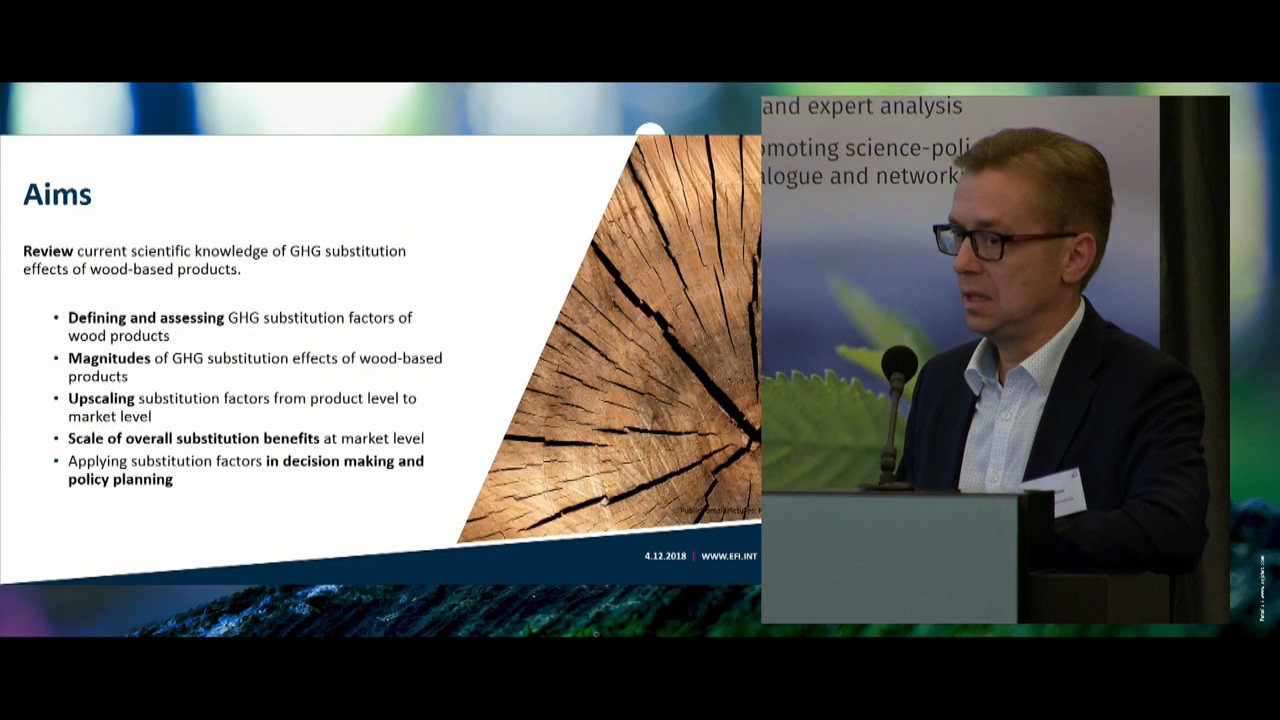 Aims
Review current scientific knowledge of GHG substitution
effects of wood-based products.
• Defining and assessing GHG substitution factors of
wood products
• Magnitudes of GHG substitution effects of wood-based
products
• Upscaling substitution factors from product level to
market level
• Scale of overall substitution benefits at market level
• Applying substitution factors in decision making and
policy planning
4.12.2018 | WWW.EFI.INT
and expert analysis
omoting science-poli
alogue and network